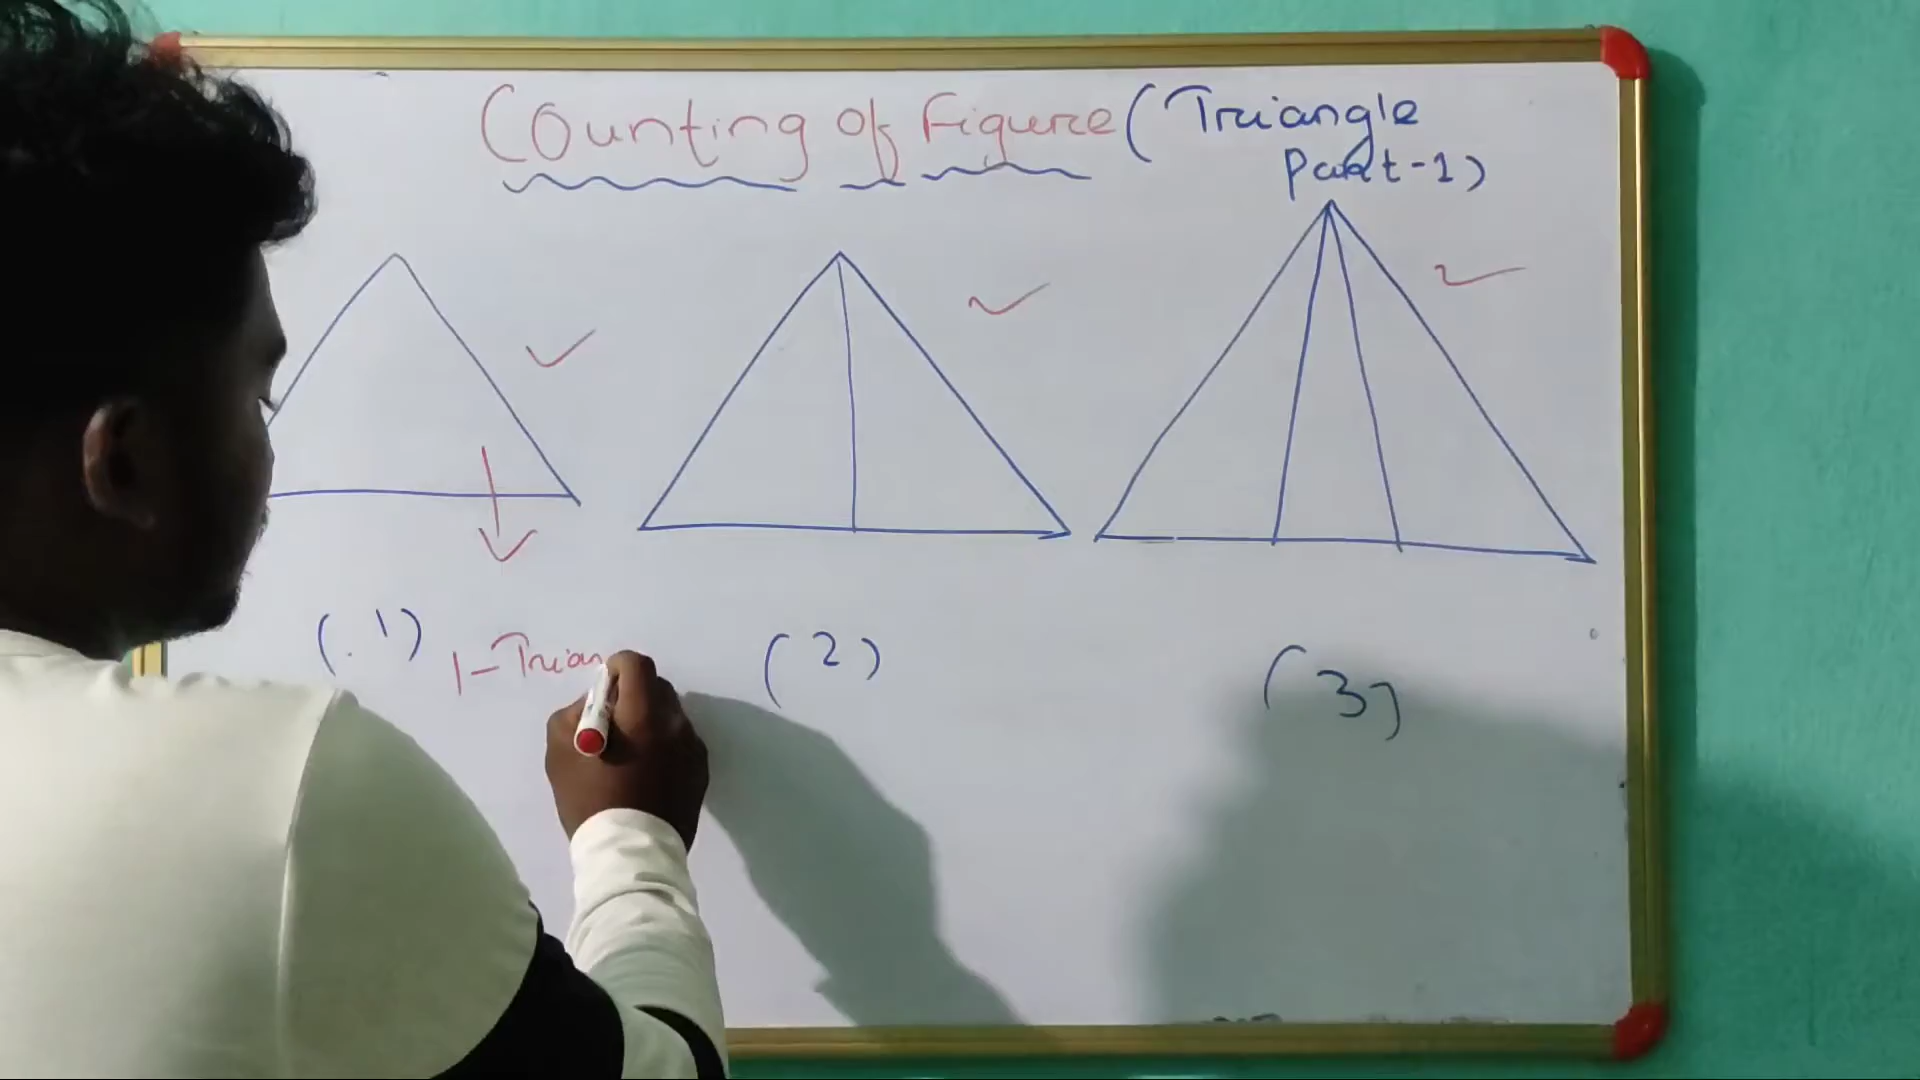 Counting of Figure (Triangle
Part-1)
(.1)
1-Trian
(2)
(3)